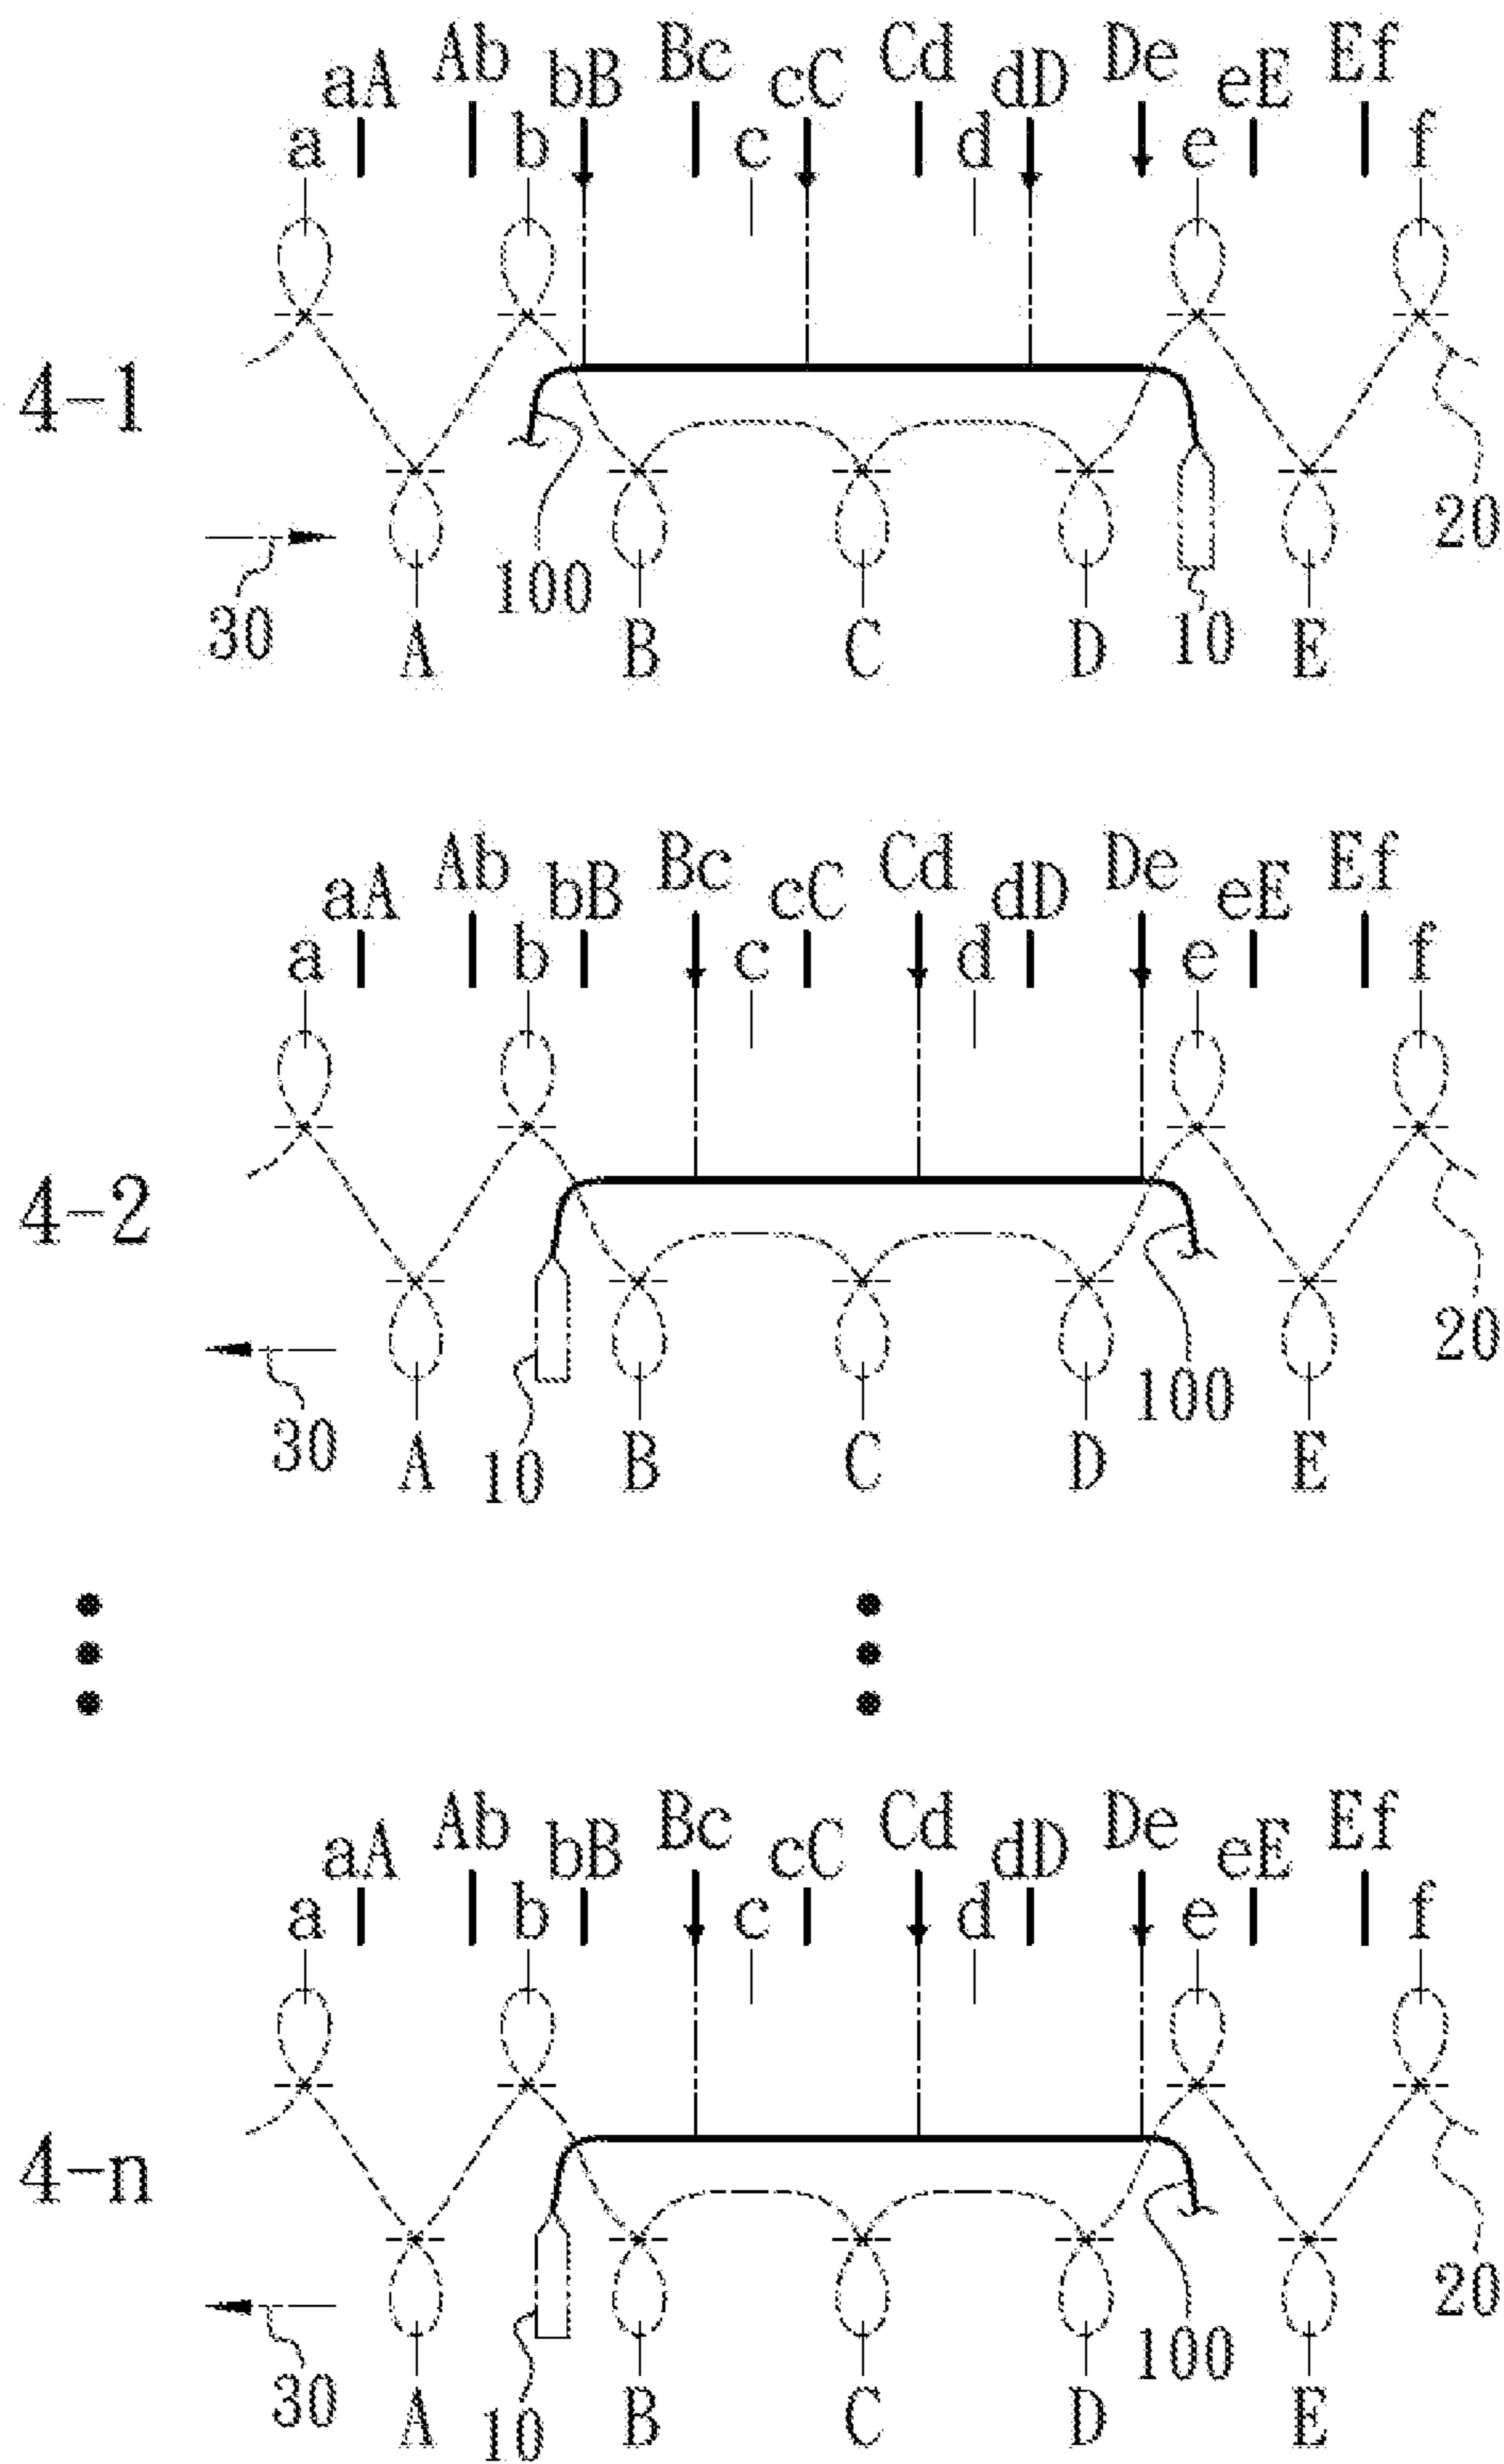 Ab Bc Cd De Ef
aA bB cC dD eE
a b c d e f
4-1
20
100
30 10
A B C D E
Ab Bc Cd De Ef
aA bB cC dD eE
a b c d e f
4-2
20
100
30 10
A B C D E
Ab Bc Cd De Ef
aA bB cC dD eE
a b c d e f
4-n
20
100
30 10
A B C D E